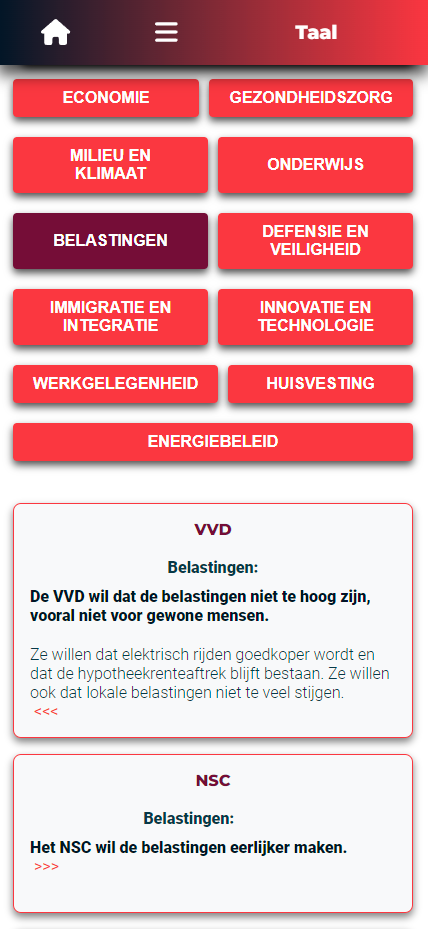 Taal
ECONOMIE
GEZONDHEIDSZORG
MILIEU EN
KLIMAAT
ONDERWIJS
BELASTINGEN
DEFENSIE EN
VEILIGHEID
IMMIGRATIE EN
INTEGRATIE
INNOVATIE EN
TECHNOLOGIE
WERKGELEGENHEID
HUISVESTING
ENERGIEBELEID
VVD
Belastingen:
De VVD wil dat de belastingen niet te hoog zijn,
vooral niet voor gewone mensen.
Ze willen dat elektrisch rijden goedkoper wordt en
dat de hypotheekrenteaftrek blijft bestaan. Ze willen
ook dat lokale belastingen niet te veel stijgen.
<<<
NSC
Belastingen:
Het NSC wil de belastingen eerlijker maken.
>>>